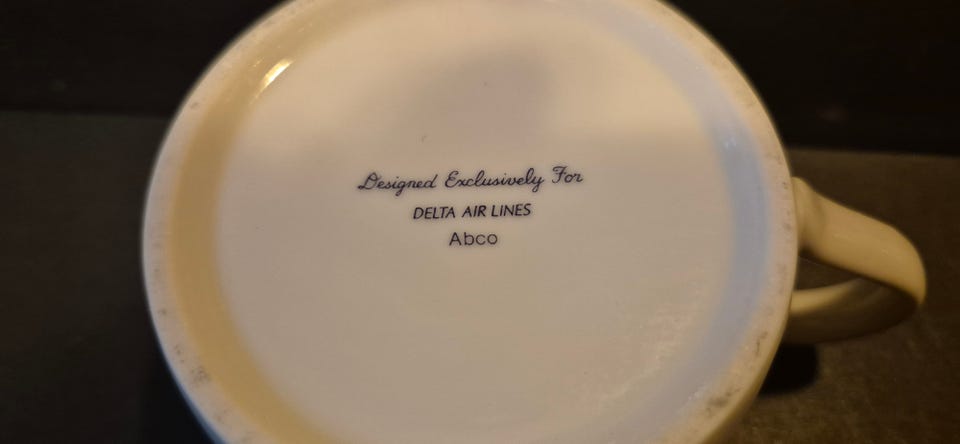 Designed Exclusively For
DELTA AIR LINES
Abco